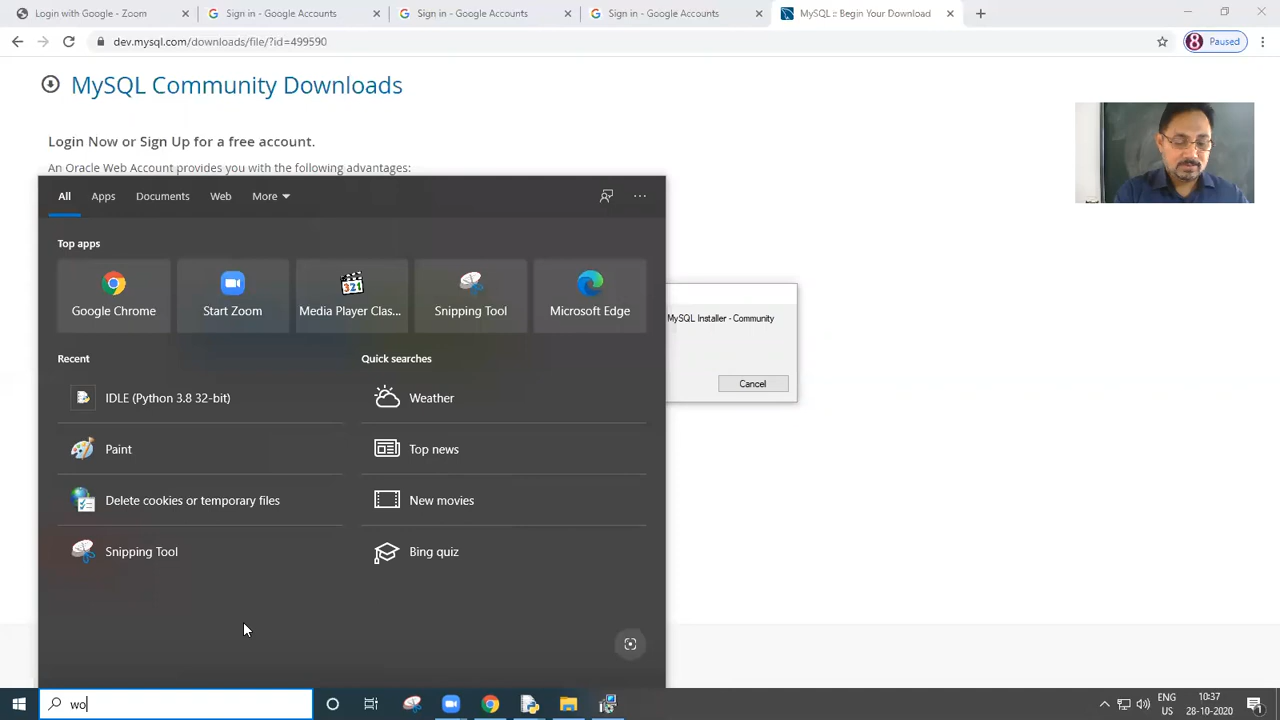 Login with Google - Zoom
Sign in - Google Accounts
Sign in - Google Accounts
Sign in - Google Accounts
MySQL :: Begin Your Download
dev.mysql.com/downloads/file/?id=499590
8 Paused
MySQL Community Downloads
Login Now or Sign Up for a free account.
An Oracle Web Account provides you with the following advantages:
All Apps Documents Web More
Top apps
Google Chrome
Start Zoom
Media Player Clas...
Snipping Tool
Microsoft Edge
MySQL Installer - Community
Cancel
Recent
IDLE (Python 3.8 32-bit)
Paint
Delete cookies or temporary files
Snipping Tool
Quick searches
Weather
Top news
New movies
Bing quiz
wo
ENG
US
10:37
28-10-2020
1